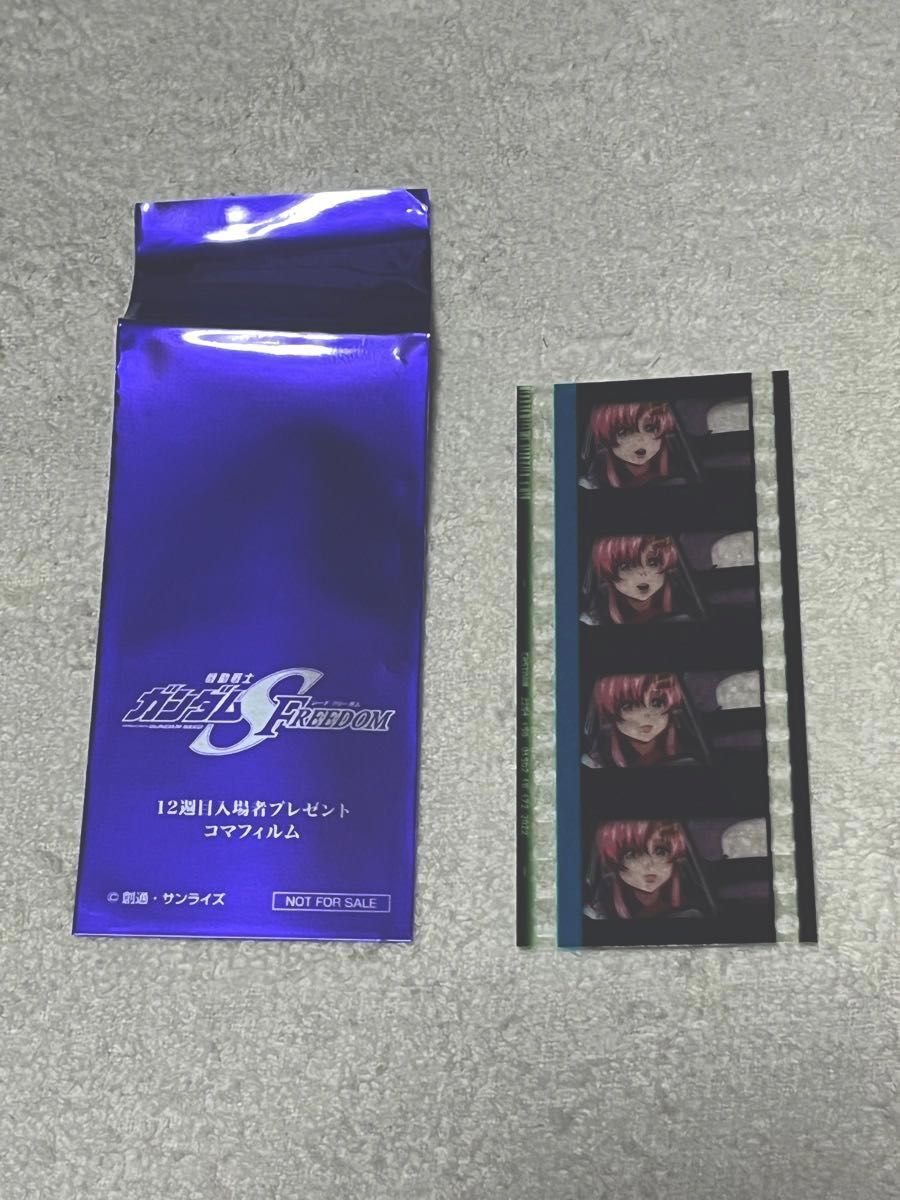 機動戦士
ガンダムSEED FREEDOM
12週目入場者プレゼント
コマフィルム
© 創通・サンライズ
NOT FOR SALE